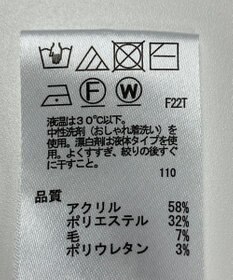 F W F22T
液温は30℃以下。
中性洗剤（おしゃれ着洗い）を
使用。漂白剤は液体タイプを使
用。よくすすぎ、絞りの後すぐ
に干すこと。
110
品質
アクリル 58%
ポリエステル 32%
毛 7%
ポリウレタン 3%